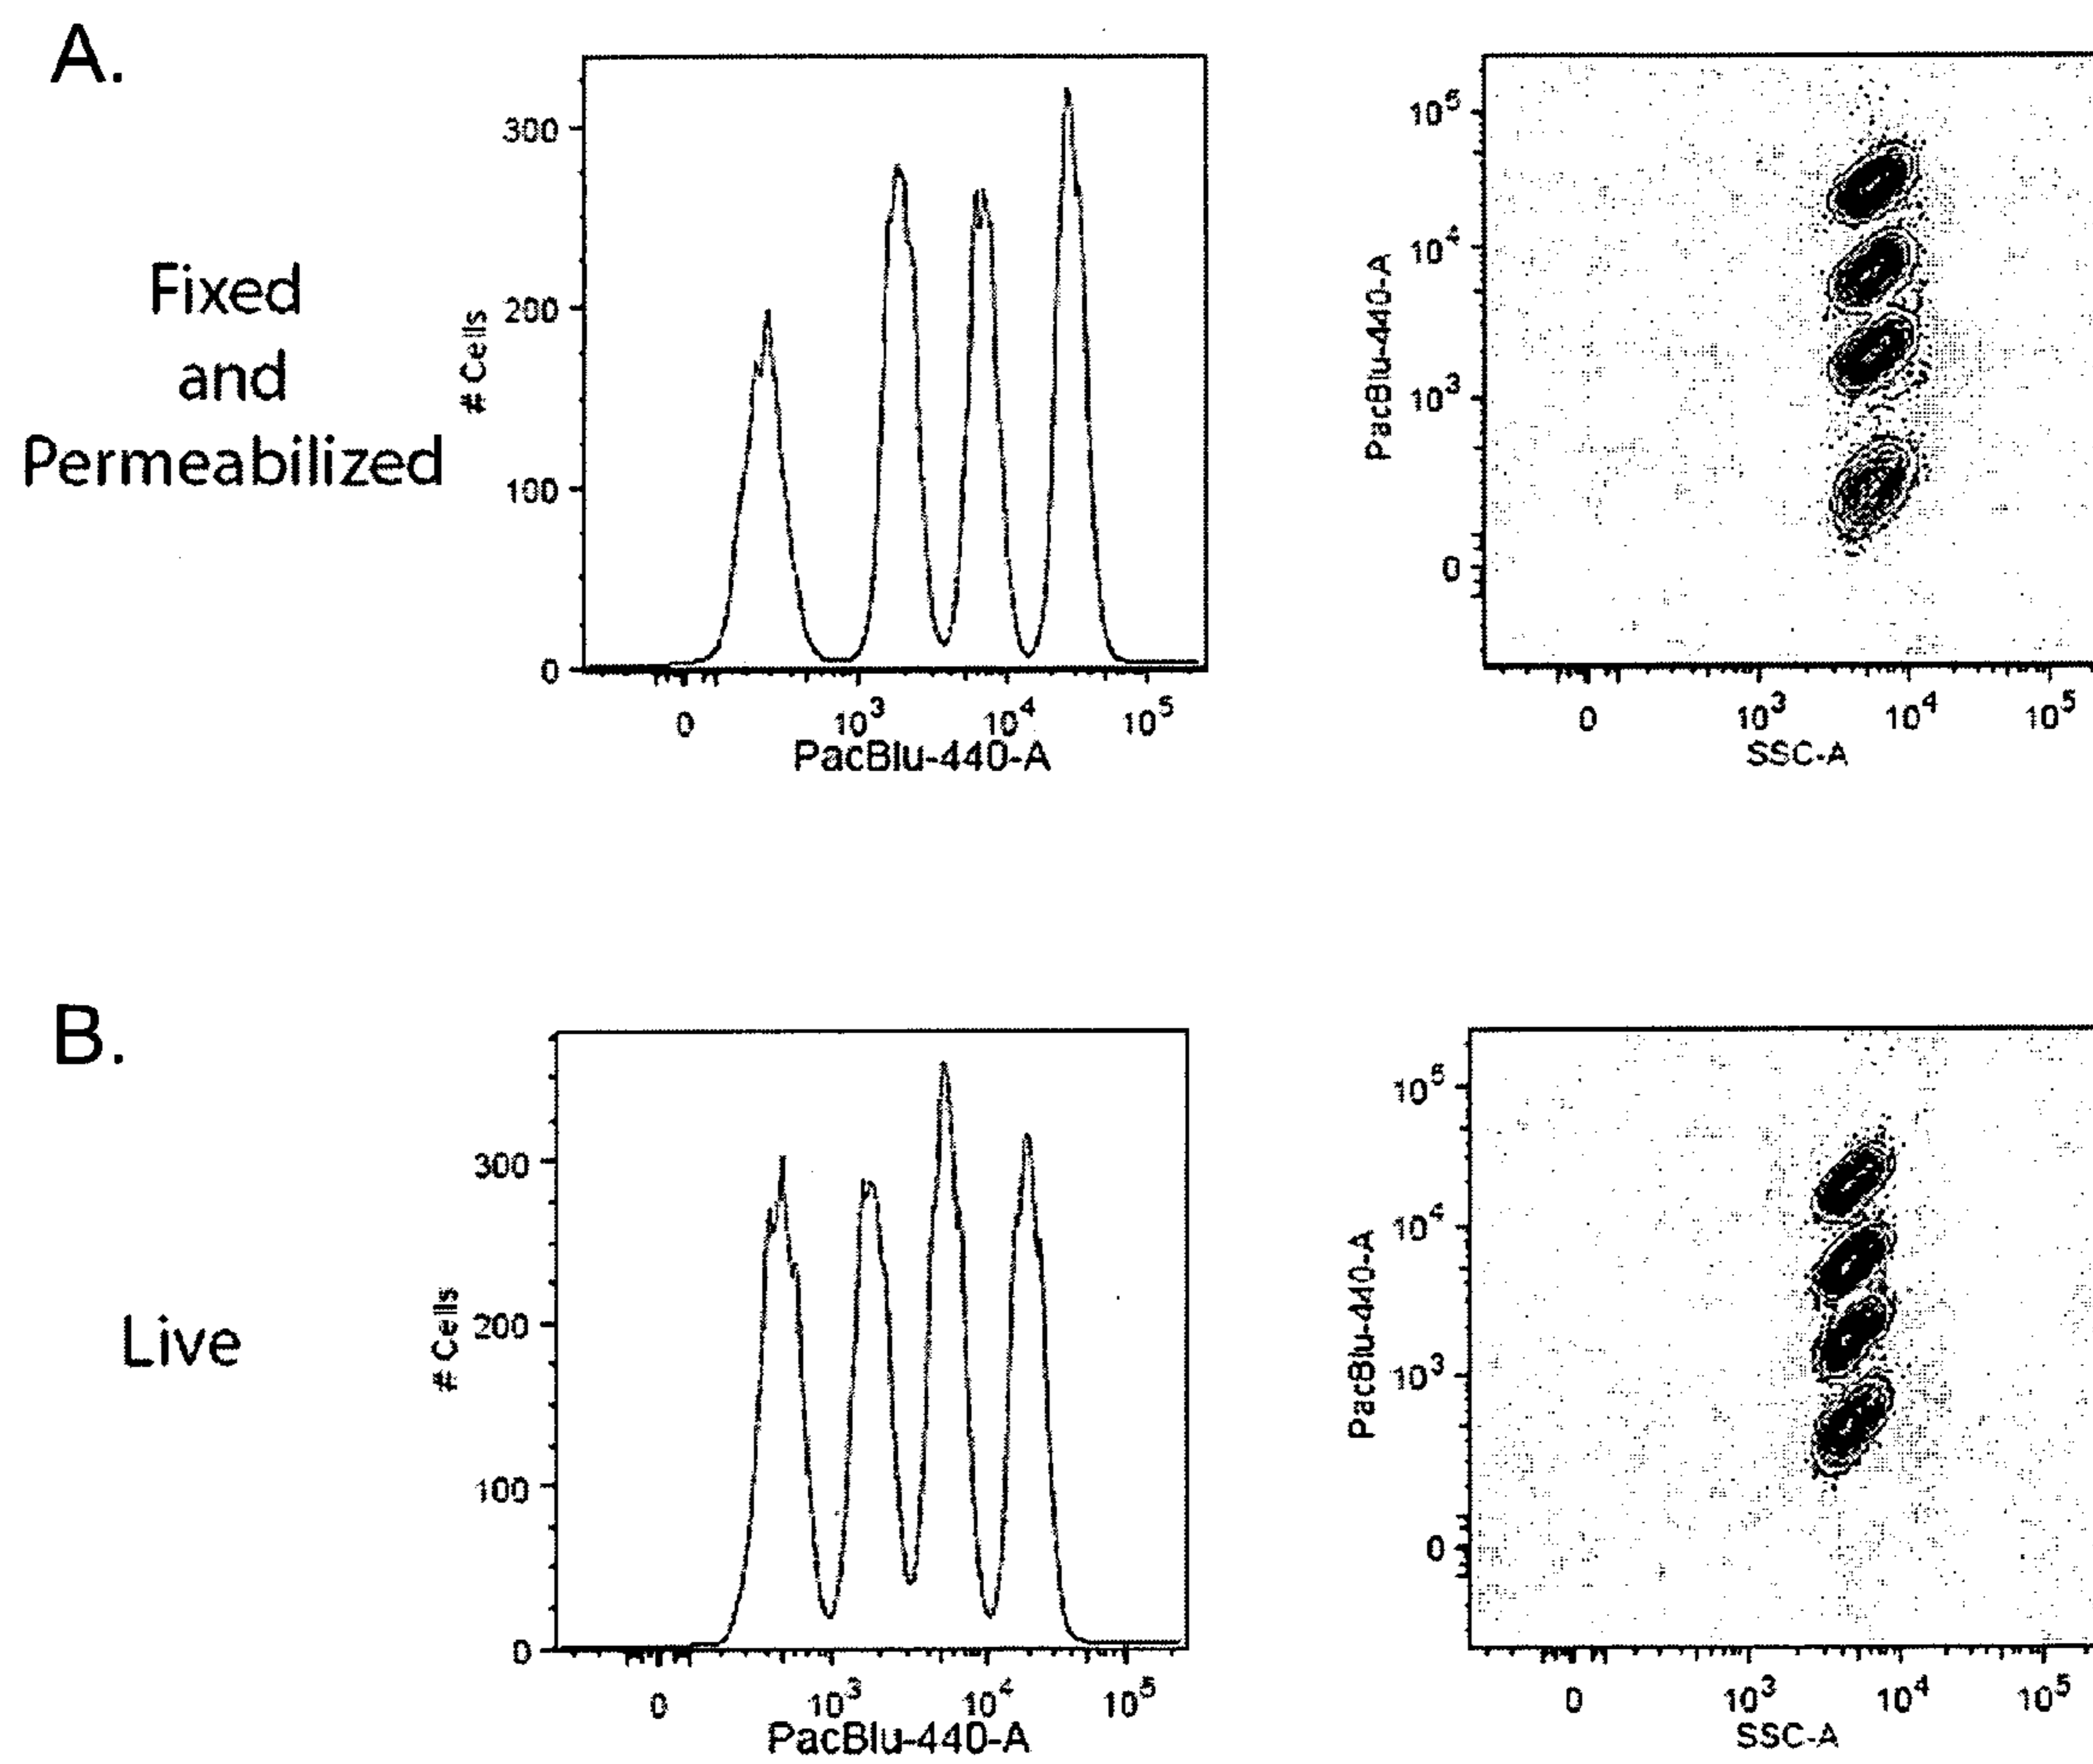 A.
Fixed
and
Permeabilized
# Cells
300
200
100
0
0 10³ 10⁴ 10⁵
PacBlu-440-A
PacBlu-440-A
10⁵
10⁴
10³
0
0 10³ 10⁴ 10⁵
SSC-A
B.
Live
# Cells
300
200
100
0
0 10³ 10⁴ 10⁵
PacBlu-440-A
PacBlu-440-A
10⁵
10⁴
10³
0
0 10³ 10⁴ 10⁵
SSC-A